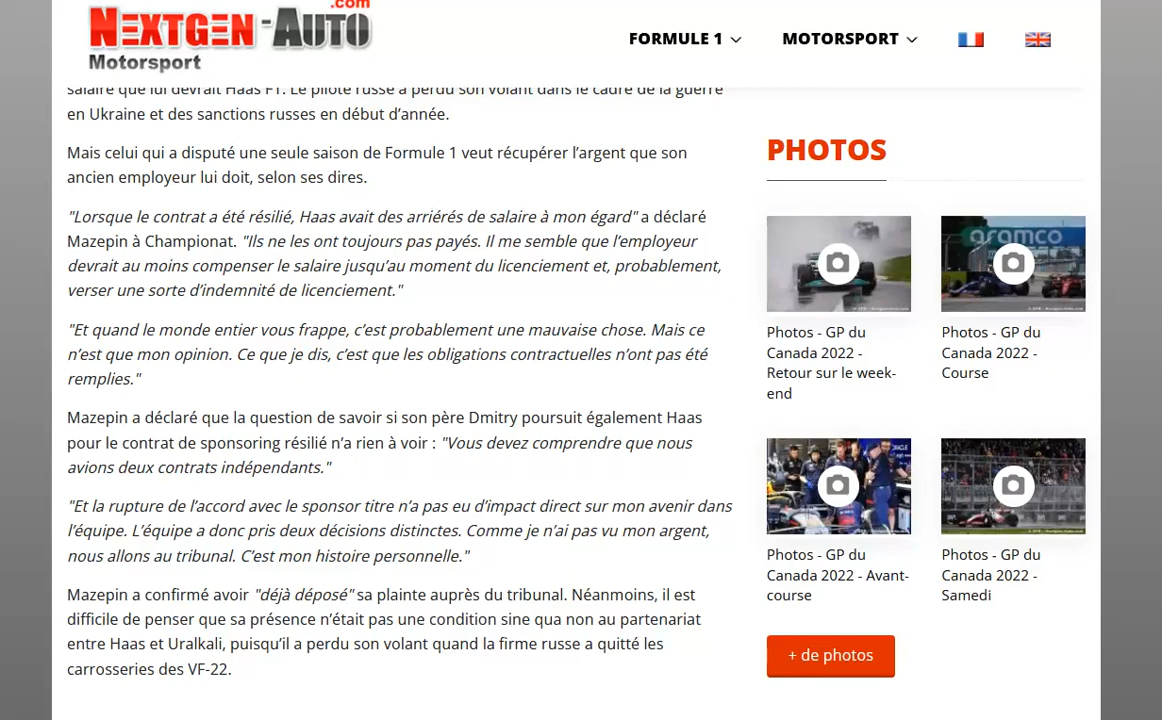 .com
NEXTGEN-AUTO
Motorsport
FORMULE 1
MOTORSPORT
salaire que lui devrait Haas F1. Le pilote russe a perdu son volant dans le cadre de la guerre
en Ukraine et des sanctions russes en début d’année.
Mais celui qui a disputé une seule saison de Formule 1 veut récupérer l’argent que son
ancien employeur lui doit, selon ses dires.
"Lorsque le contrat a été résilié, Haas avait des arriérés de salaire à mon égard" a déclaré
Mazepin à Championat. "Ils ne les ont toujours pas payés. Il me semble que l’employeur
devrait au moins compenser le salaire jusqu’au moment du licenciement et, probablement,
verser une sorte d’indemnité de licenciement."
"Et quand le monde entier vous frappe, c’est probablement une mauvaise chose. Mais ce
n’est que mon opinion. Ce que je dis, c’est que les obligations contractuelles n’ont pas été
remplies."
Mazepin a déclaré que la question de savoir si son père Dmitry poursuit également Haas
pour le contrat de sponsoring résilié n’a rien à voir : "Vous devez comprendre que nous
avions deux contrats indépendants."
"Et la rupture de l’accord avec le sponsor titre n’a pas eu d’impact direct sur mon avenir dans
l’équipe. L’équipe a donc pris deux décisions distinctes. Comme je n’ai pas vu mon argent,
nous allons au tribunal. C’est mon histoire personnelle."
Mazepin a confirmé avoir "déjà déposé" sa plainte auprès du tribunal. Néanmoins, il est
difficile de penser que sa présence n’était pas une condition sine qua non au partenariat
entre Haas et Uralkali, puisqu’il a perdu son volant quand la firme russe a quitté les
carrosseries des VF-22.
PHOTOS
aramco
Photos - GP du
Canada 2022 -
Retour sur le week-
end
Photos - GP du
Canada 2022 -
Course
Photos - GP du
Canada 2022 - Avant-
course
Photos - GP du
Canada 2022 -
Samedi
+ de photos